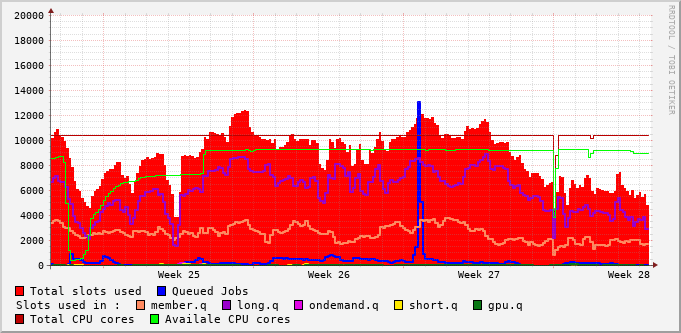 RRDTOOL / TOBI OETIKER
20000
18000
16000
14000
12000
10000
8000
6000
4000
2000
0
Week 25 Week 26 Week 27 Week 28
Total slots used Queued Jobs
Slots used in : member.q long.q ondemand.q short.q gpu.q
Total CPU cores Availale CPU cores